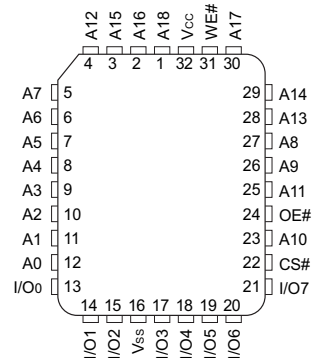 A12 A15 A16 A18 Vcc WE# A17
4 3 2 1 32 31 30
A7 5 29 A14
A6 6 28 A13
A5 7 27 A8
A4 8 26 A9
A3 9 25 A11
A2 10 24 OE#
A1 11 23 A10
A0 12 22 CS#
I/O0 13 21 I/O7
14 15 16 17 18 19 20
I/O1 I/O2 Vss I/O3 I/O4 I/O5 I/O6